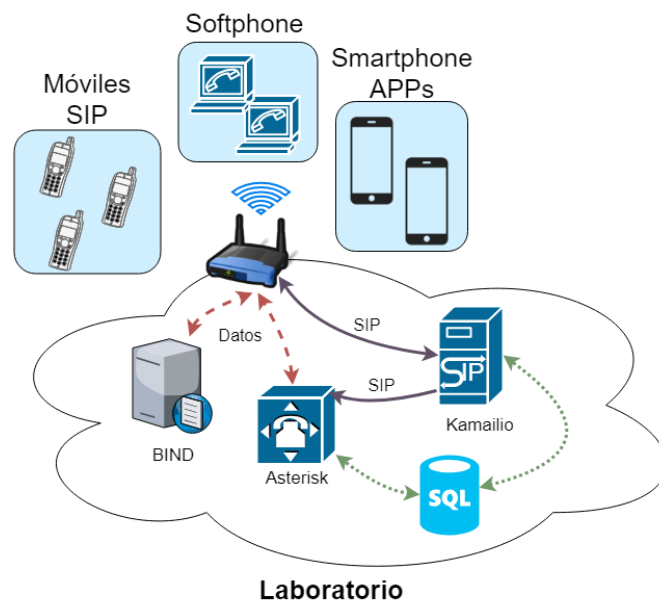 Softphone
Móviles
SIP
Smartphone
APPs
Datos
SIP
SIP
SIP
Kamailio
BIND
Asterisk
SQL
Laboratorio